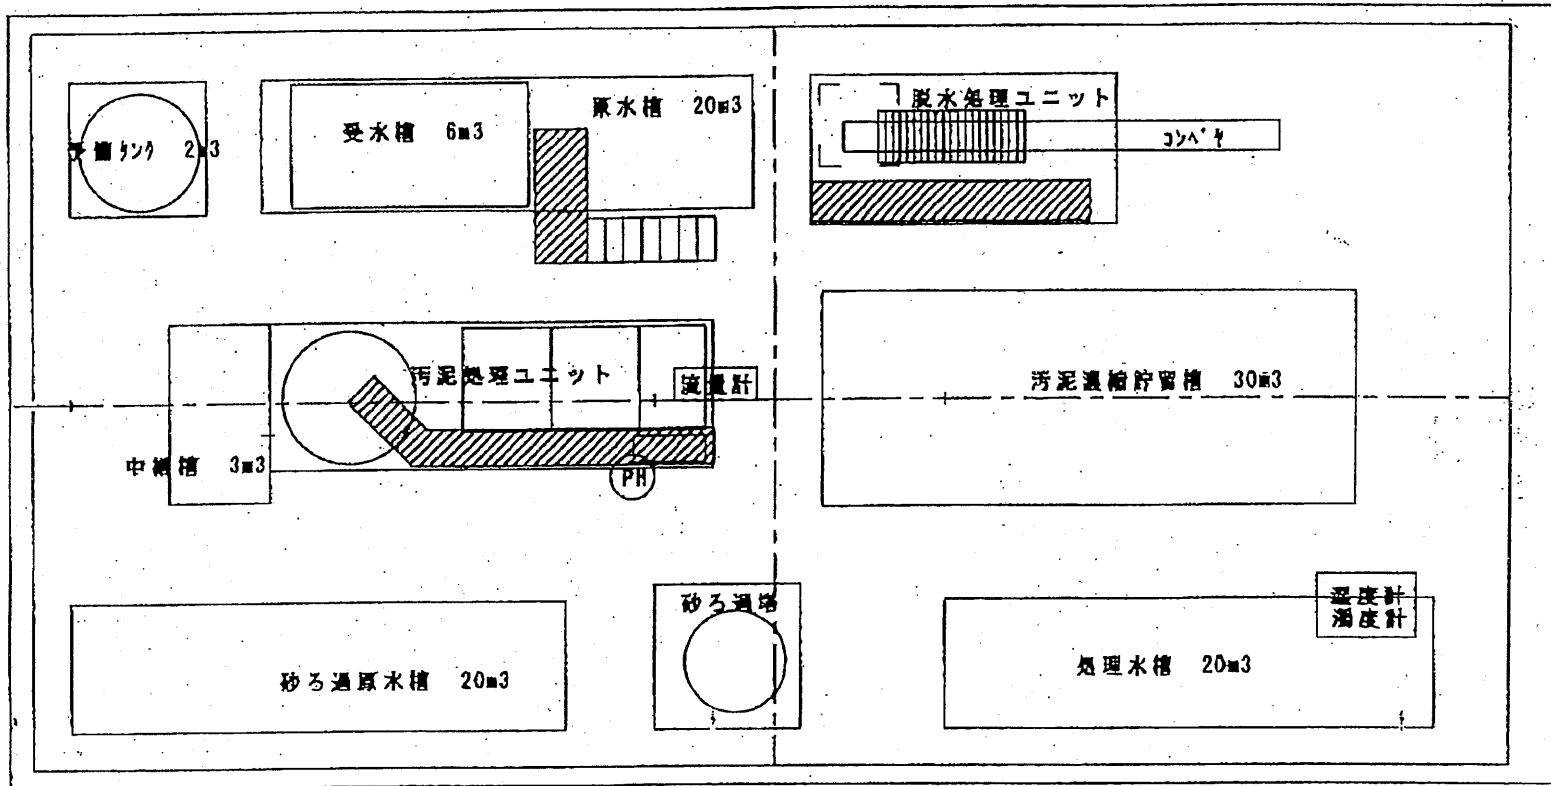 予備タンク 2m3
受水槽 6m3
原水槽 20m3
脱水処理ユニット
コンベヤ
汚泥処理ユニット
流量計
汚泥濃縮貯留槽 30m3
中継槽 3m3
PH
砂ろ過塔
温度計
濁度計
砂ろ過原水槽 20m3
処理水槽 20m3